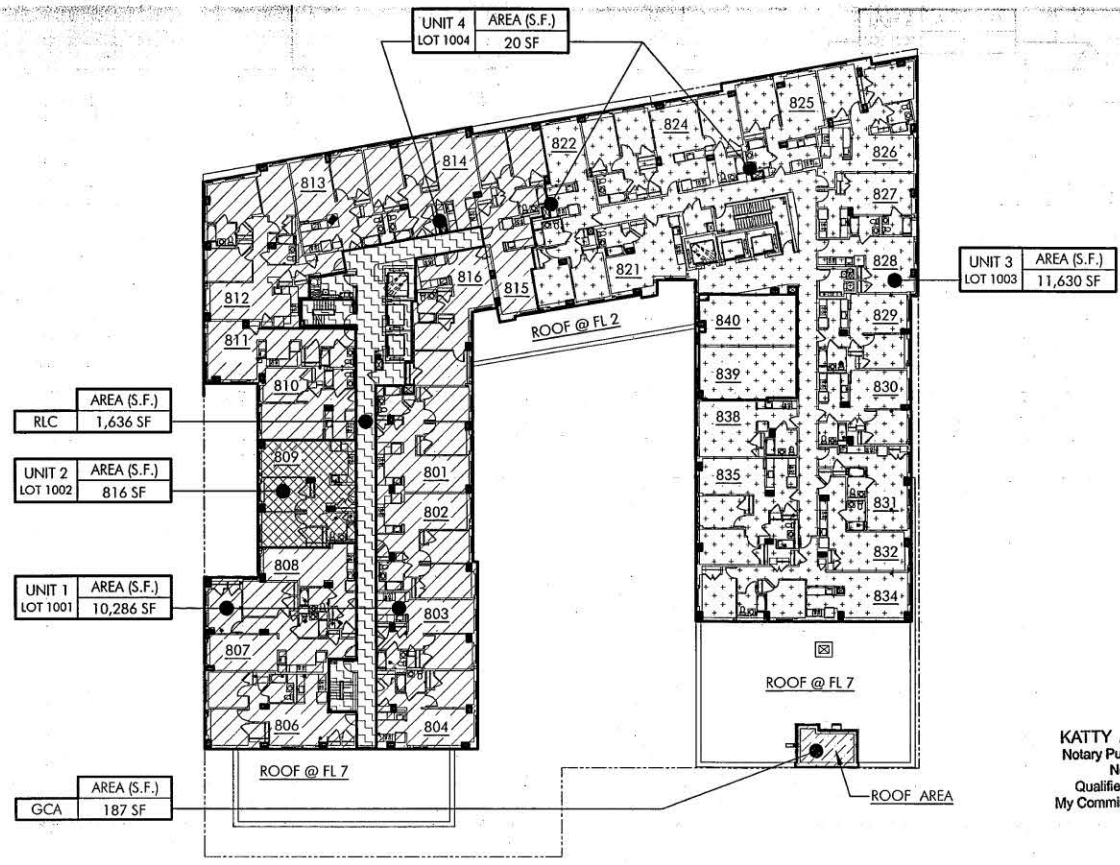 UNIT 4
LOT 1004
AREA (S.F.)
20 SF
825
824
822
826
814
813
827
828
UNIT 3
LOT 1003
AREA (S.F.)
11,630 SF
816
821
815
812
829
840
ROOF @ FL 2
811
839
830
810
838
RLC
AREA (S.F.)
1,636 SF
809
801
835
UNIT 2
LOT 1002
AREA (S.F.)
816 SF
831
802
832
808
UNIT 1
LOT 1001
AREA (S.F.)
10,286 SF
834
803
807
ROOF @ FL 7
806
804
KATTY
Notary Pu
N
Qualifie
My Commi
ROOF @ FL 7
ROOF AREA
GCA
AREA (S.F.)
187 SF